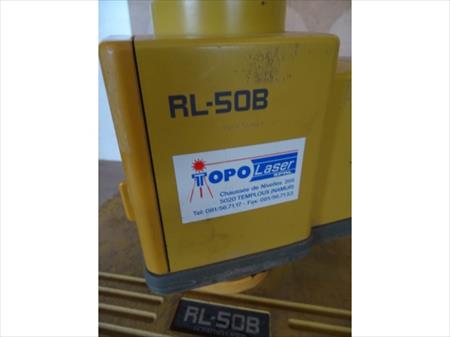 RL-50B
TOPO Laser
Chaussée de Nivelles, 266
5020 TEMPLOUX (NAMUR)
Tel: 081/56.71.17 - Fax: 081/56.71.53
RL-50B